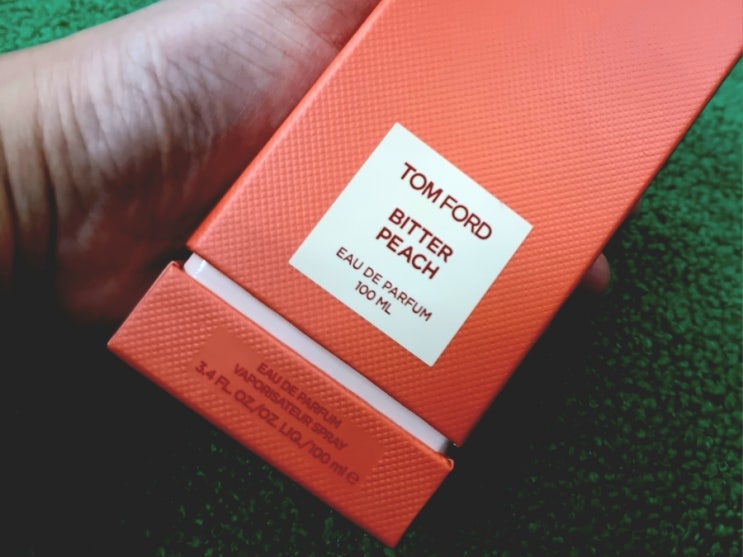 TOM FORD
BITTER
PEACH
EAU DE PARFUM
100 ML
EAU DE PARFUM
VAPORISATEUR SPRAY
3.4 FL OZ/OZ. LIQ./100 ml ℮